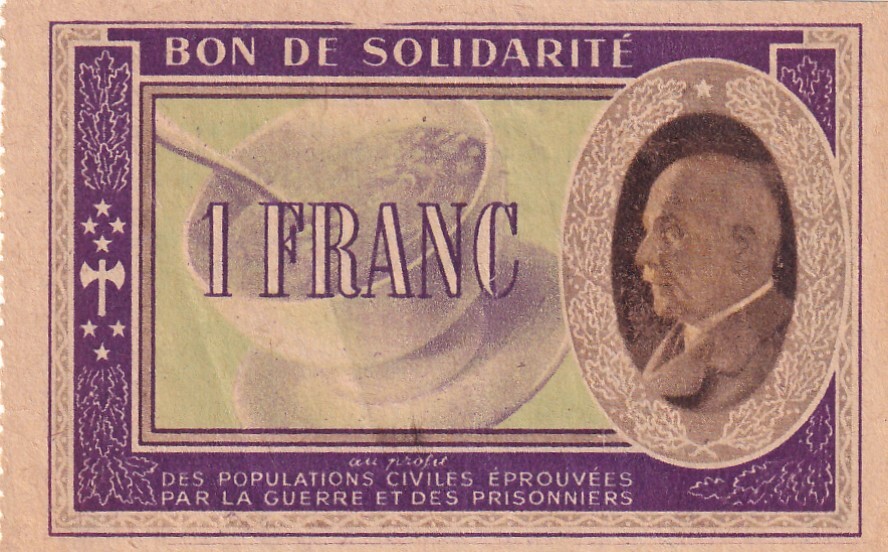 BON DE SOLIDARITÉ
1 FRANC
au profit
DES POPULATIONS CIVILES ÉPROUVÉES
PAR LA GUERRE ET DES PRISONNIERS